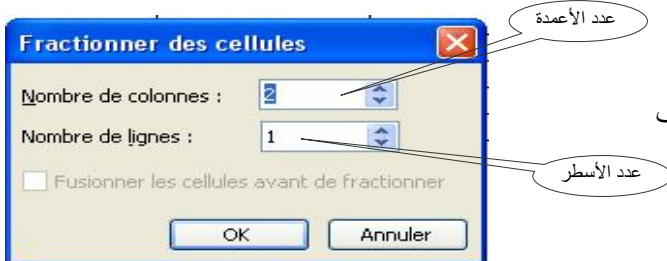 عدد الأعمدة
Fractionner des cellules
Nombre de colonnes : 2
Nombre de lignes : 1
Fusionner les cellules avant de fractionner
عدد الأسطر
OK Annuler